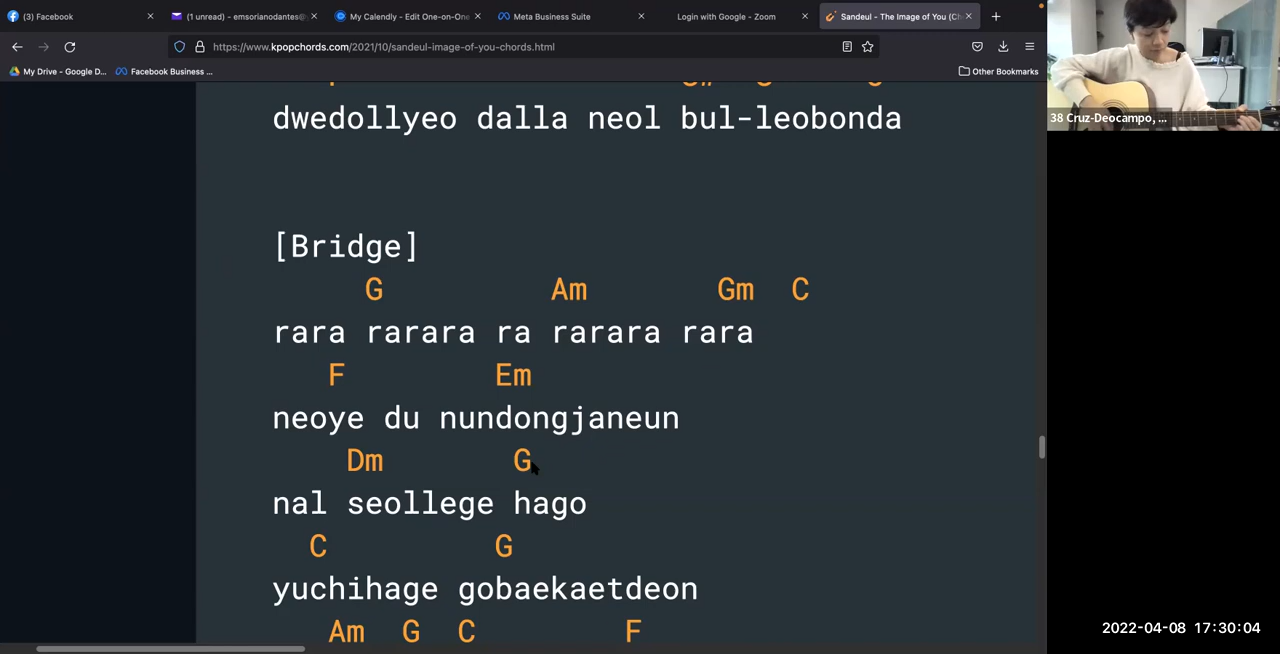 (3) Facebook
(1 unread) - emsorianodantes@
My Calendly - Edit One-on-One
Meta Business Suite
Login with Google - Zoom
Sandeul - The Image of You (Ch
https://www.kpopchords.com/2021/10/sandeul-image-of-you-chords.html
My Drive - Google D...
Facebook Business ...
Other Bookmarks
38 Cruz-Deocampo, ...
dwedollyeo dalla neol bul-leobonda
[Bridge]
G Am Gm C
rara rarara ra rarara rara
F Em
neoye du nundongjaneun
Dm G
nal seollege hago
C G
yuchihage gobaekaetdeon
Am G C F
2022-04-08 17:30:04